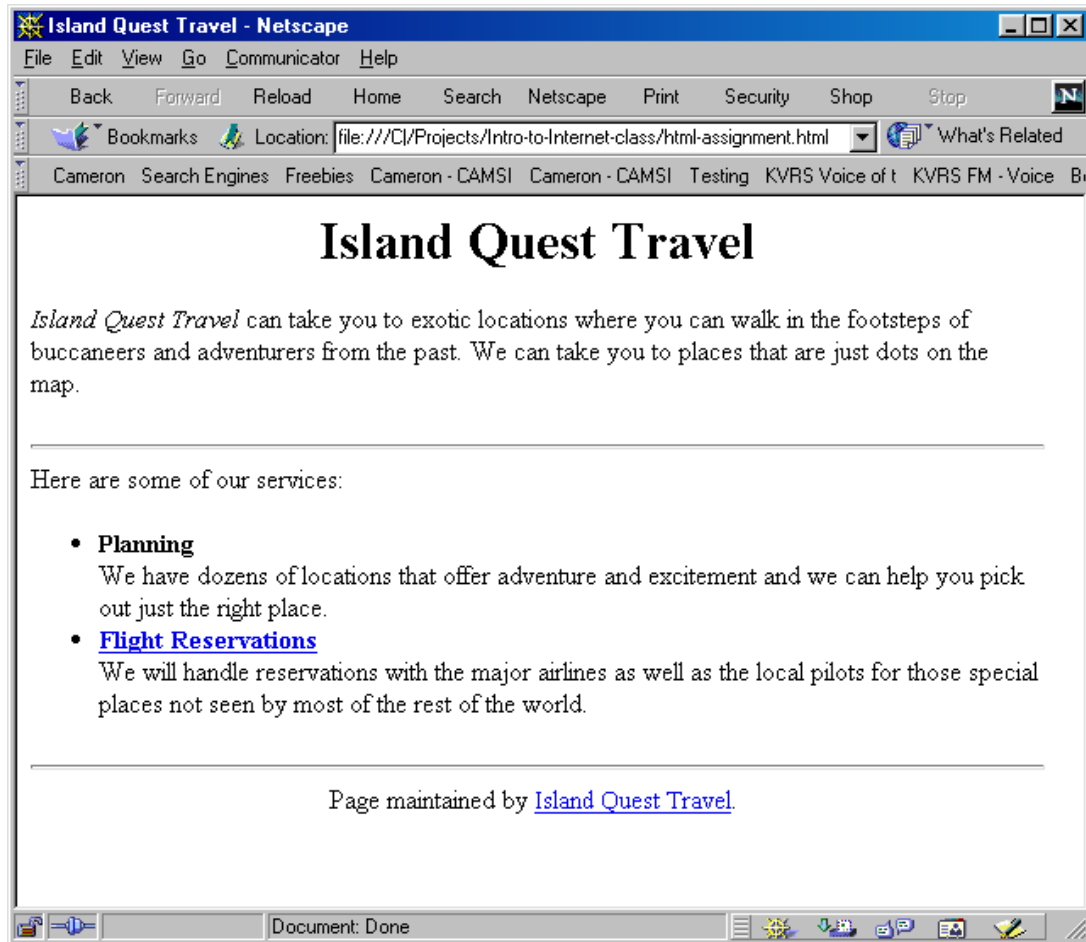 Island Quest Travel - Netscape
File Edit View Go Communicator Help
Back Forward Reload Home Search Netscape Print Security Shop Stop N
Bookmarks Location: file:///C|/Projects/Intro-to-Internet-class/html-assignment.html What's Related
Cameron Search Engines Freebies Cameron - CAMSI Cameron - CAMSI Testing KVRS Voice of t KVRS FM - Voice
Island Quest Travel
Island Quest Travel can take you to exotic locations where you can walk in the footsteps of
buccaneers and adventurers from the past. We can take you to places that are just dots on the
map.
Here are some of our services:
• Planning
We have dozens of locations that offer adventure and excitement and we can help you pick
out just the right place.
• Flight Reservations
We will handle reservations with the major airlines as well as the local pilots for those special
places not seen by most of the rest of the world.
Page maintained by Island Quest Travel.
Document: Done